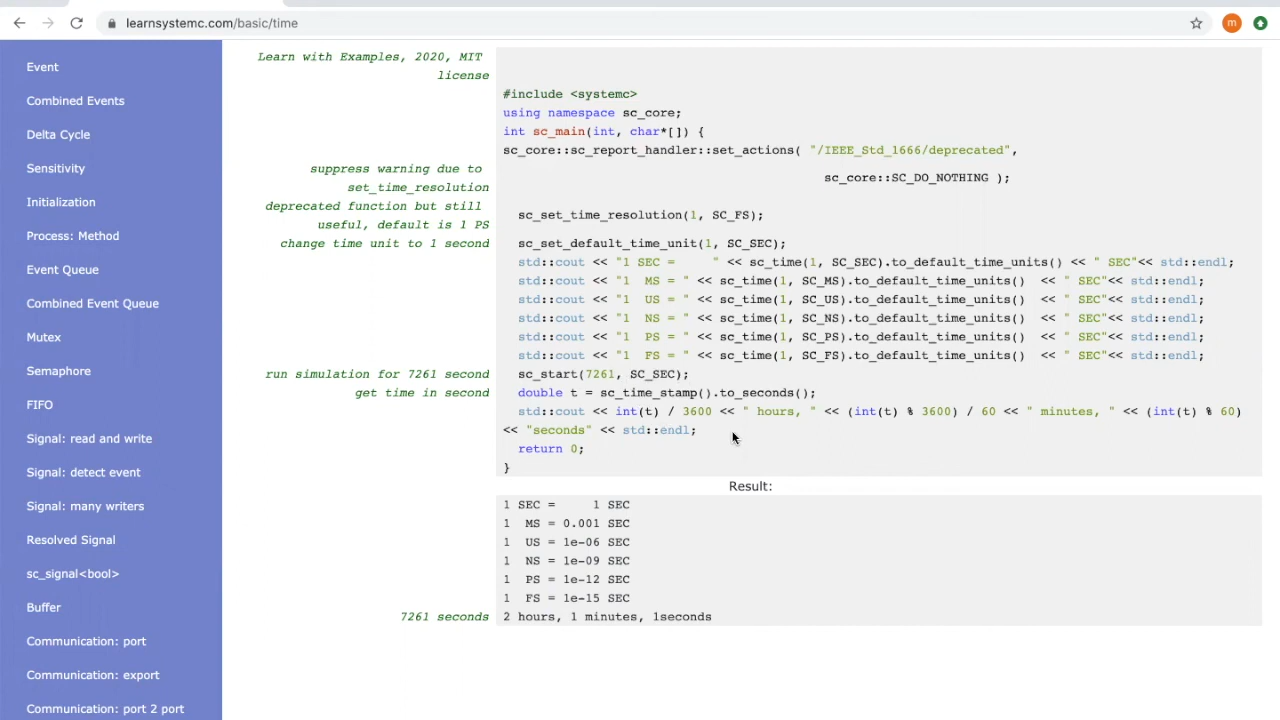 learnsystemc.com/basic/time
m
Event
Combined Events
Delta Cycle
Sensitivity
Initialization
Process: Method
Event Queue
Combined Event Queue
Mutex
Semaphore
FIFO
Signal: read and write
Signal: detect event
Signal: many writers
Resolved Signal
sc_signal<bool>
Buffer
Communication: port
Communication: export
Communication: port 2 port
Learn with Examples, 2020, MIT
license
suppress warning due to
set_time_resolution
deprecated function but still
useful, default is 1 PS
change time unit to 1 second
run simulation for 7261 second
get time in second
7261 seconds
#include <systemc>
using namespace sc_core;
int sc_main(int, char*[]) {
sc_core::sc_report_handler::set_actions( "/IEEE_Std_1666/deprecated",
sc_core::SC_DO_NOTHING );
sc_set_time_resolution(1, SC_FS);
sc_set_default_time_unit(1, SC_SEC);
std::cout << "1 SEC =     " << sc_time(1, SC_SEC).to_default_time_units() << " SEC"<< std::endl;
std::cout << "1  MS = " << sc_time(1, SC_MS).to_default_time_units()  << " SEC"<< std::endl;
std::cout << "1  US = " << sc_time(1, SC_US).to_default_time_units()  << " SEC"<< std::endl;
std::cout << "1  NS = " << sc_time(1, SC_NS).to_default_time_units()  << " SEC"<< std::endl;
std::cout << "1  PS = " << sc_time(1, SC_PS).to_default_time_units()  << " SEC"<< std::endl;
std::cout << "1  FS = " << sc_time(1, SC_FS).to_default_time_units()  << " SEC"<< std::endl;
sc_start(7261, SC_SEC);
double t = sc_time_stamp().to_seconds();
std::cout << int(t) / 3600 << " hours, " << (int(t) % 3600) / 60 << " minutes, " << (int(t) % 60)
<< "seconds" << std::endl;
return 0;
}
Result:
1 SEC =     1 SEC
1  MS = 0.001 SEC
1  US = 1e-06 SEC
1  NS = 1e-09 SEC
1  PS = 1e-12 SEC
1  FS = 1e-15 SEC
2 hours, 1 minutes, 1seconds